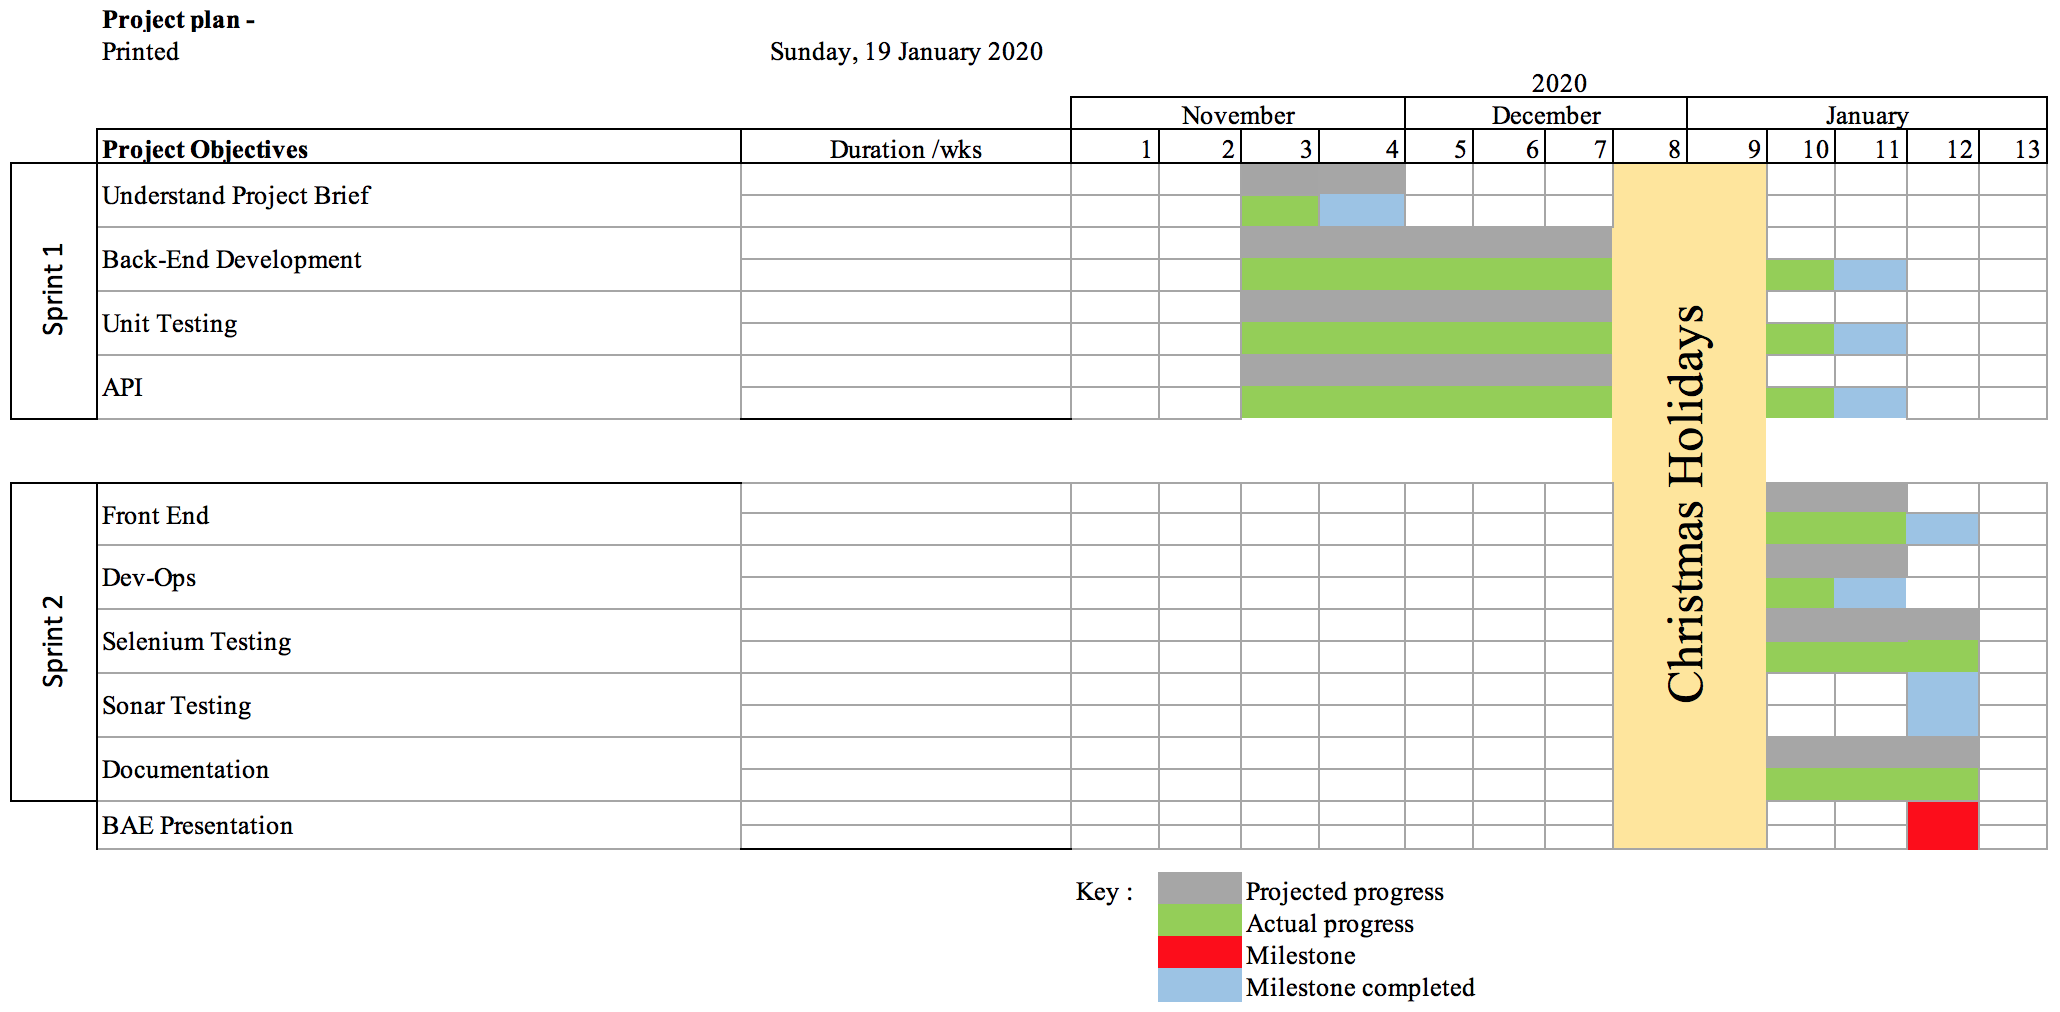 Project plan -
Printed Sunday, 19 January 2020
2020
November December January
Project Objectives Duration /wks 1 2 3 4 5 6 7 8 9 10 11 12 13
Sprint 1
Understand Project Brief
Back-End Development
Unit Testing
API
Christmas Holidays
Sprint 2
Front End
Dev-Ops
Selenium Testing
Sonar Testing
Documentation
BAE Presentation
Key : Projected progress
Actual progress
Milestone
Milestone completed